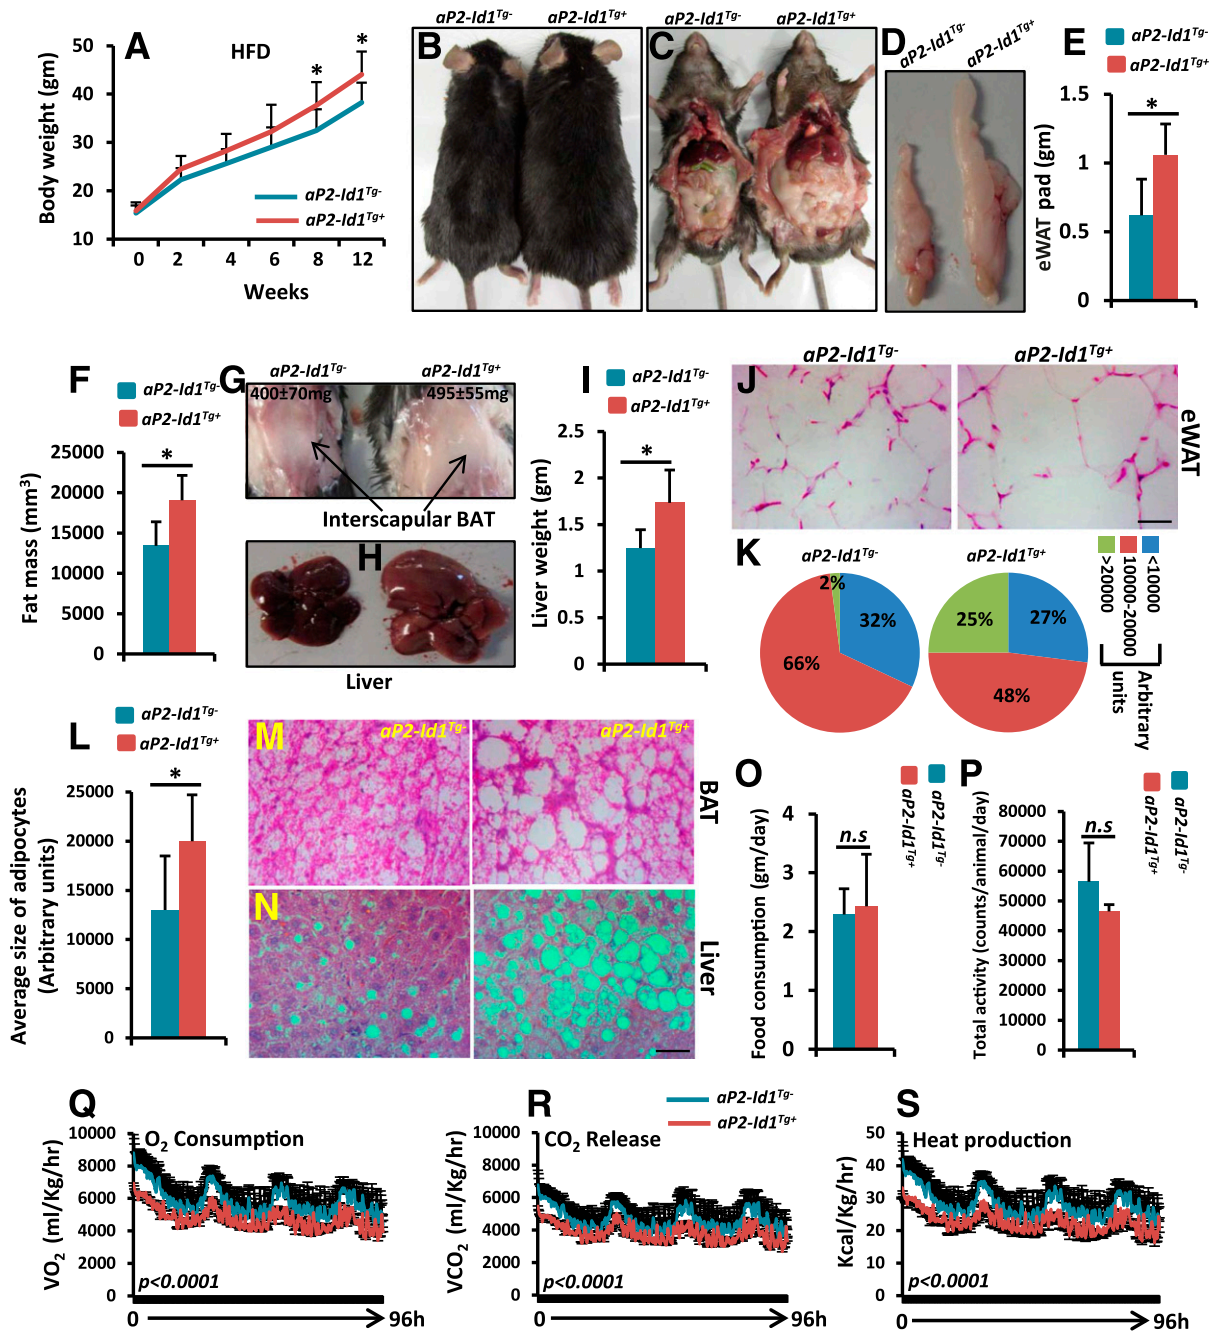 A
HFD
Body weight (gm)
50
40
30
20
10
*
*
aP2-Id1Tg-
aP2-Id1Tg+
0 2 4 6 8 10 12
Weeks
aP2-Id1Tg- aP2-Id1Tg+
B
aP2-Id1Tg- aP2-Id1Tg+
C
D
aP2-Id1Tg- aP2-Id1Tg+
E
aP2-Id1Tg-
aP2-Id1Tg+
eWAT pad (gm)
1.5
1
0.5
0
*
F
aP2-Id1Tg-
aP2-Id1Tg+
Fat mass (mm3)
25000
20000
15000
10000
5000
0
*
G
aP2-Id1Tg- aP2-Id1Tg+
400±70mg 495±55mg
Interscapular BAT
H
Liver
I
aP2-Id1Tg-
aP2-Id1Tg+
Liver weight (gm)
2.5
2
1.5
1
0.5
0
*
aP2-Id1Tg- aP2-Id1Tg+
J
eWAT
K
aP2-Id1Tg- aP2-Id1Tg+
2%
32%
66%
25%
27%
48%
<10000
10000-20000
>20000
Arbitrary
units
L
aP2-Id1Tg-
aP2-Id1Tg+
Average size of adipocytes
(Arbitrary units)
25000
20000
15000
10000
5000
0
*
M
aP2-Id1Tg- aP2-Id1Tg+
BAT
N
Liver
O
aP2-Id1Tg-
aP2-Id1Tg+
Food consumption (gm/day)
4
3
2
1
0
n.s
P
aP2-Id1Tg-
aP2-Id1Tg+
Total activity (counts/animal/day)
80000
70000
60000
50000
40000
30000
20000
10000
0
n.s
Q
O2 Consumption
VO2 (ml/Kg/hr)
10000
8000
6000
4000
2000
0
p<0.0001
0 96h
R
aP2-Id1Tg-
aP2-Id1Tg+
CO2 Release
VCO2 (ml/Kg/hr)
10000
8000
6000
4000
2000
0
p<0.0001
0 96h
S
Heat production
Kcal/Kg/hr)
50
40
30
20
10
0
p<0.0001
0 96h